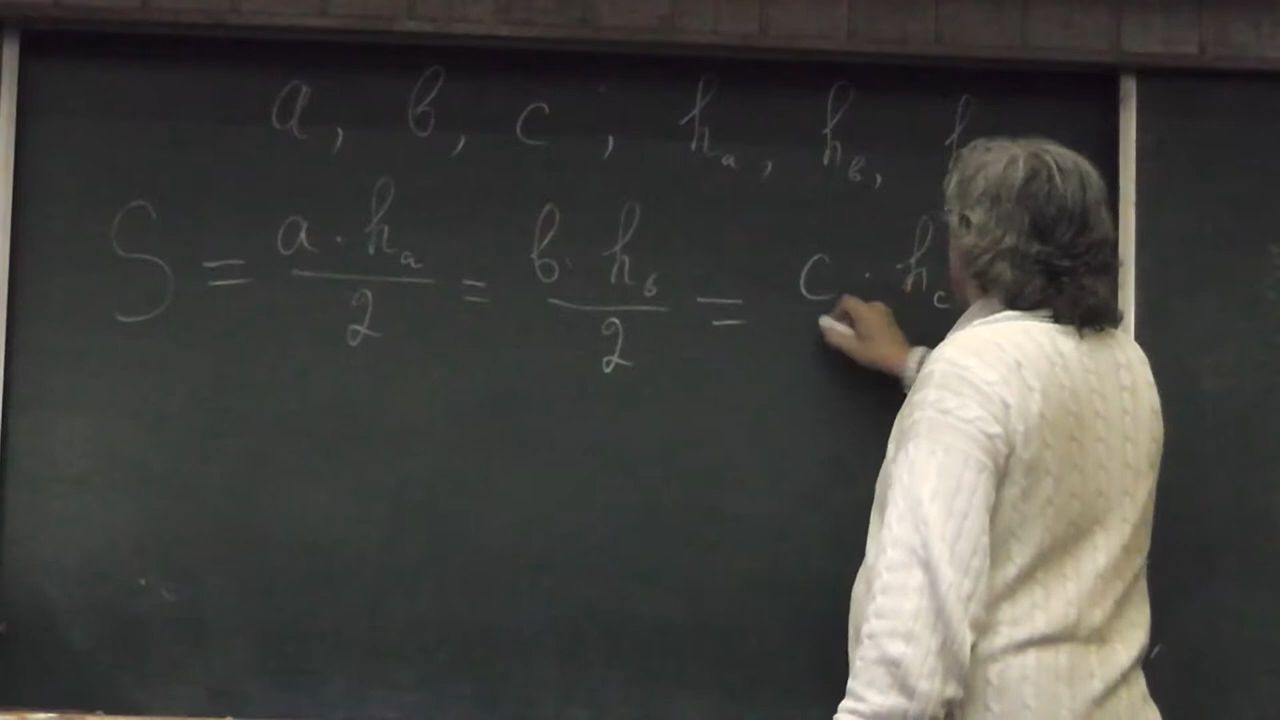 a, b, c; hₐ, h_b, h
S = a · hₐ / 2 = b · h_b / 2 = c · h_c